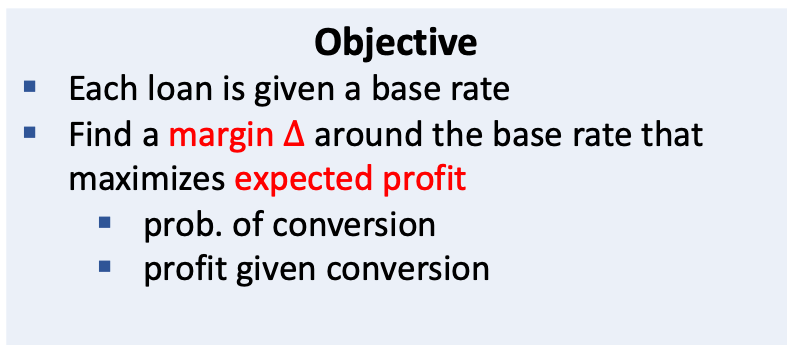 Objective
▪ Each loan is given a base rate
▪ Find a margin Δ around the base rate that
maximizes expected profit
▪ prob. of conversion
▪ profit given conversion